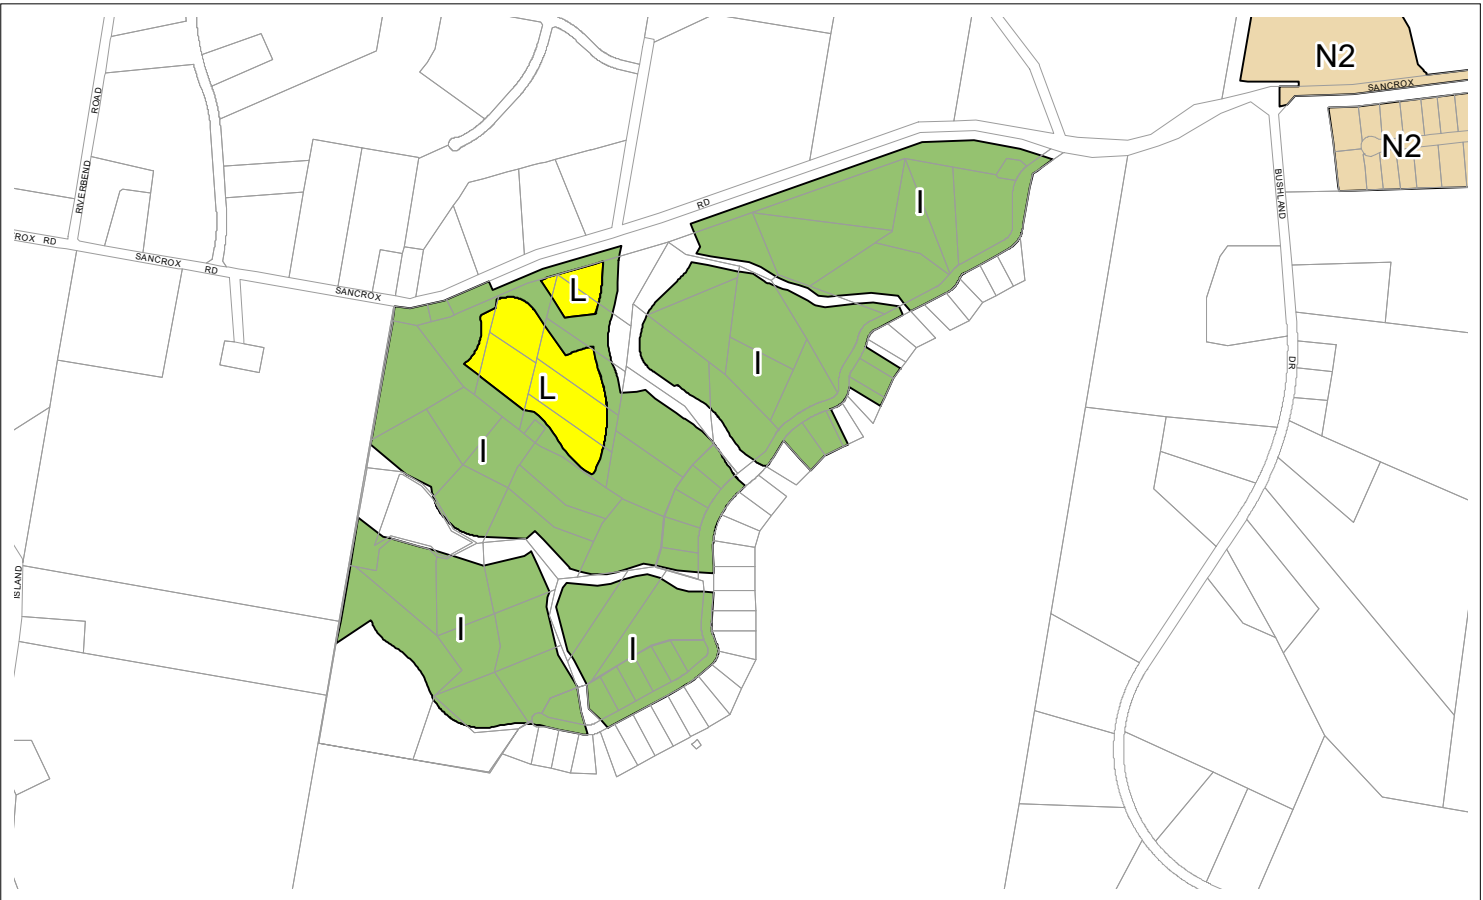 N2
SANCROX
N2
ROAD
RIVERBEND
BUSHLAND
RD
I
ROX RD
SANCROX
RD
SANCROX
L
I
DR
L
I
ISLAND
I
I